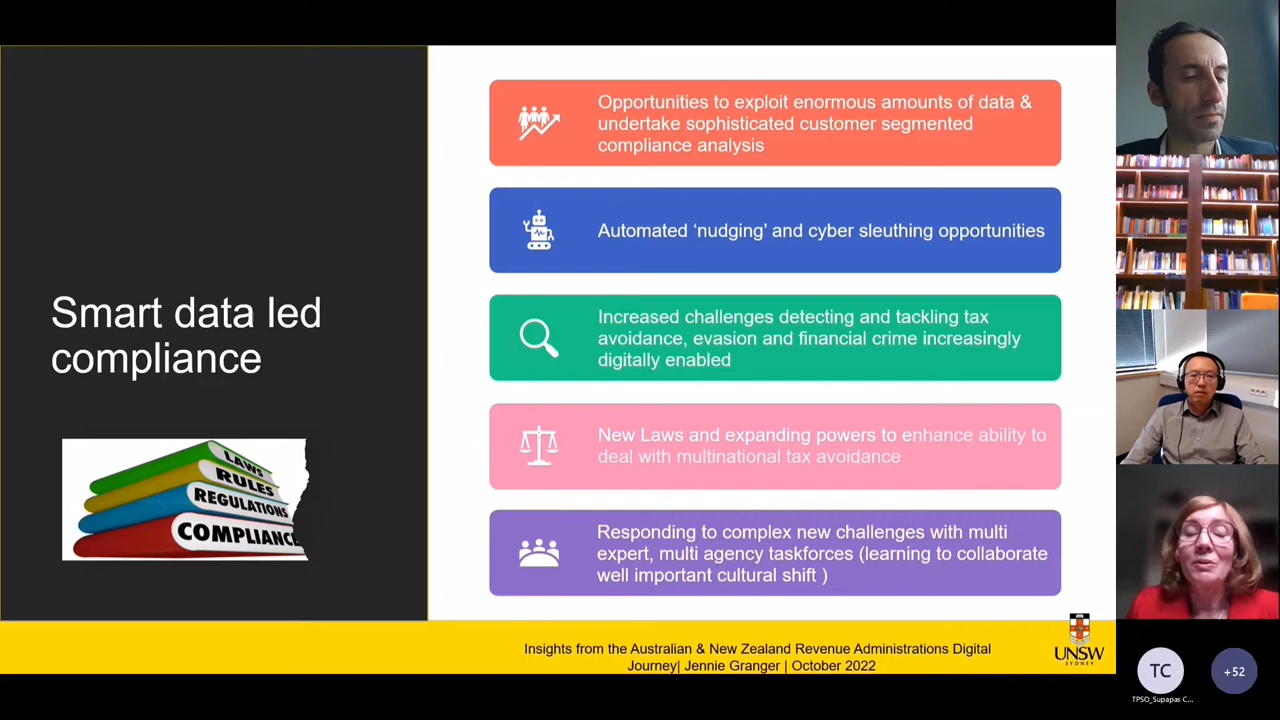 Smart data led
compliance
LAWS
RULES
REGULATIONS
COMPLIANCE
Opportunities to exploit enormous amounts of data &
undertake sophisticated customer segmented
compliance analysis
Automated ‘nudging’ and cyber sleuthing opportunities
Increased challenges detecting and tackling tax
avoidance, evasion and financial crime increasingly
digitally enabled
New Laws and expanding powers to enhance ability to
deal with multinational tax avoidance
Responding to complex new challenges with multi
expert, multi agency taskforces (learning to collaborate
well important cultural shift )
Insights from the Australian & New Zealand Revenue Administrations Digital
Journey| Jennie Granger | October 2022
UNSW
SYDNEY
TC
+52
TPSO_Supapas C...